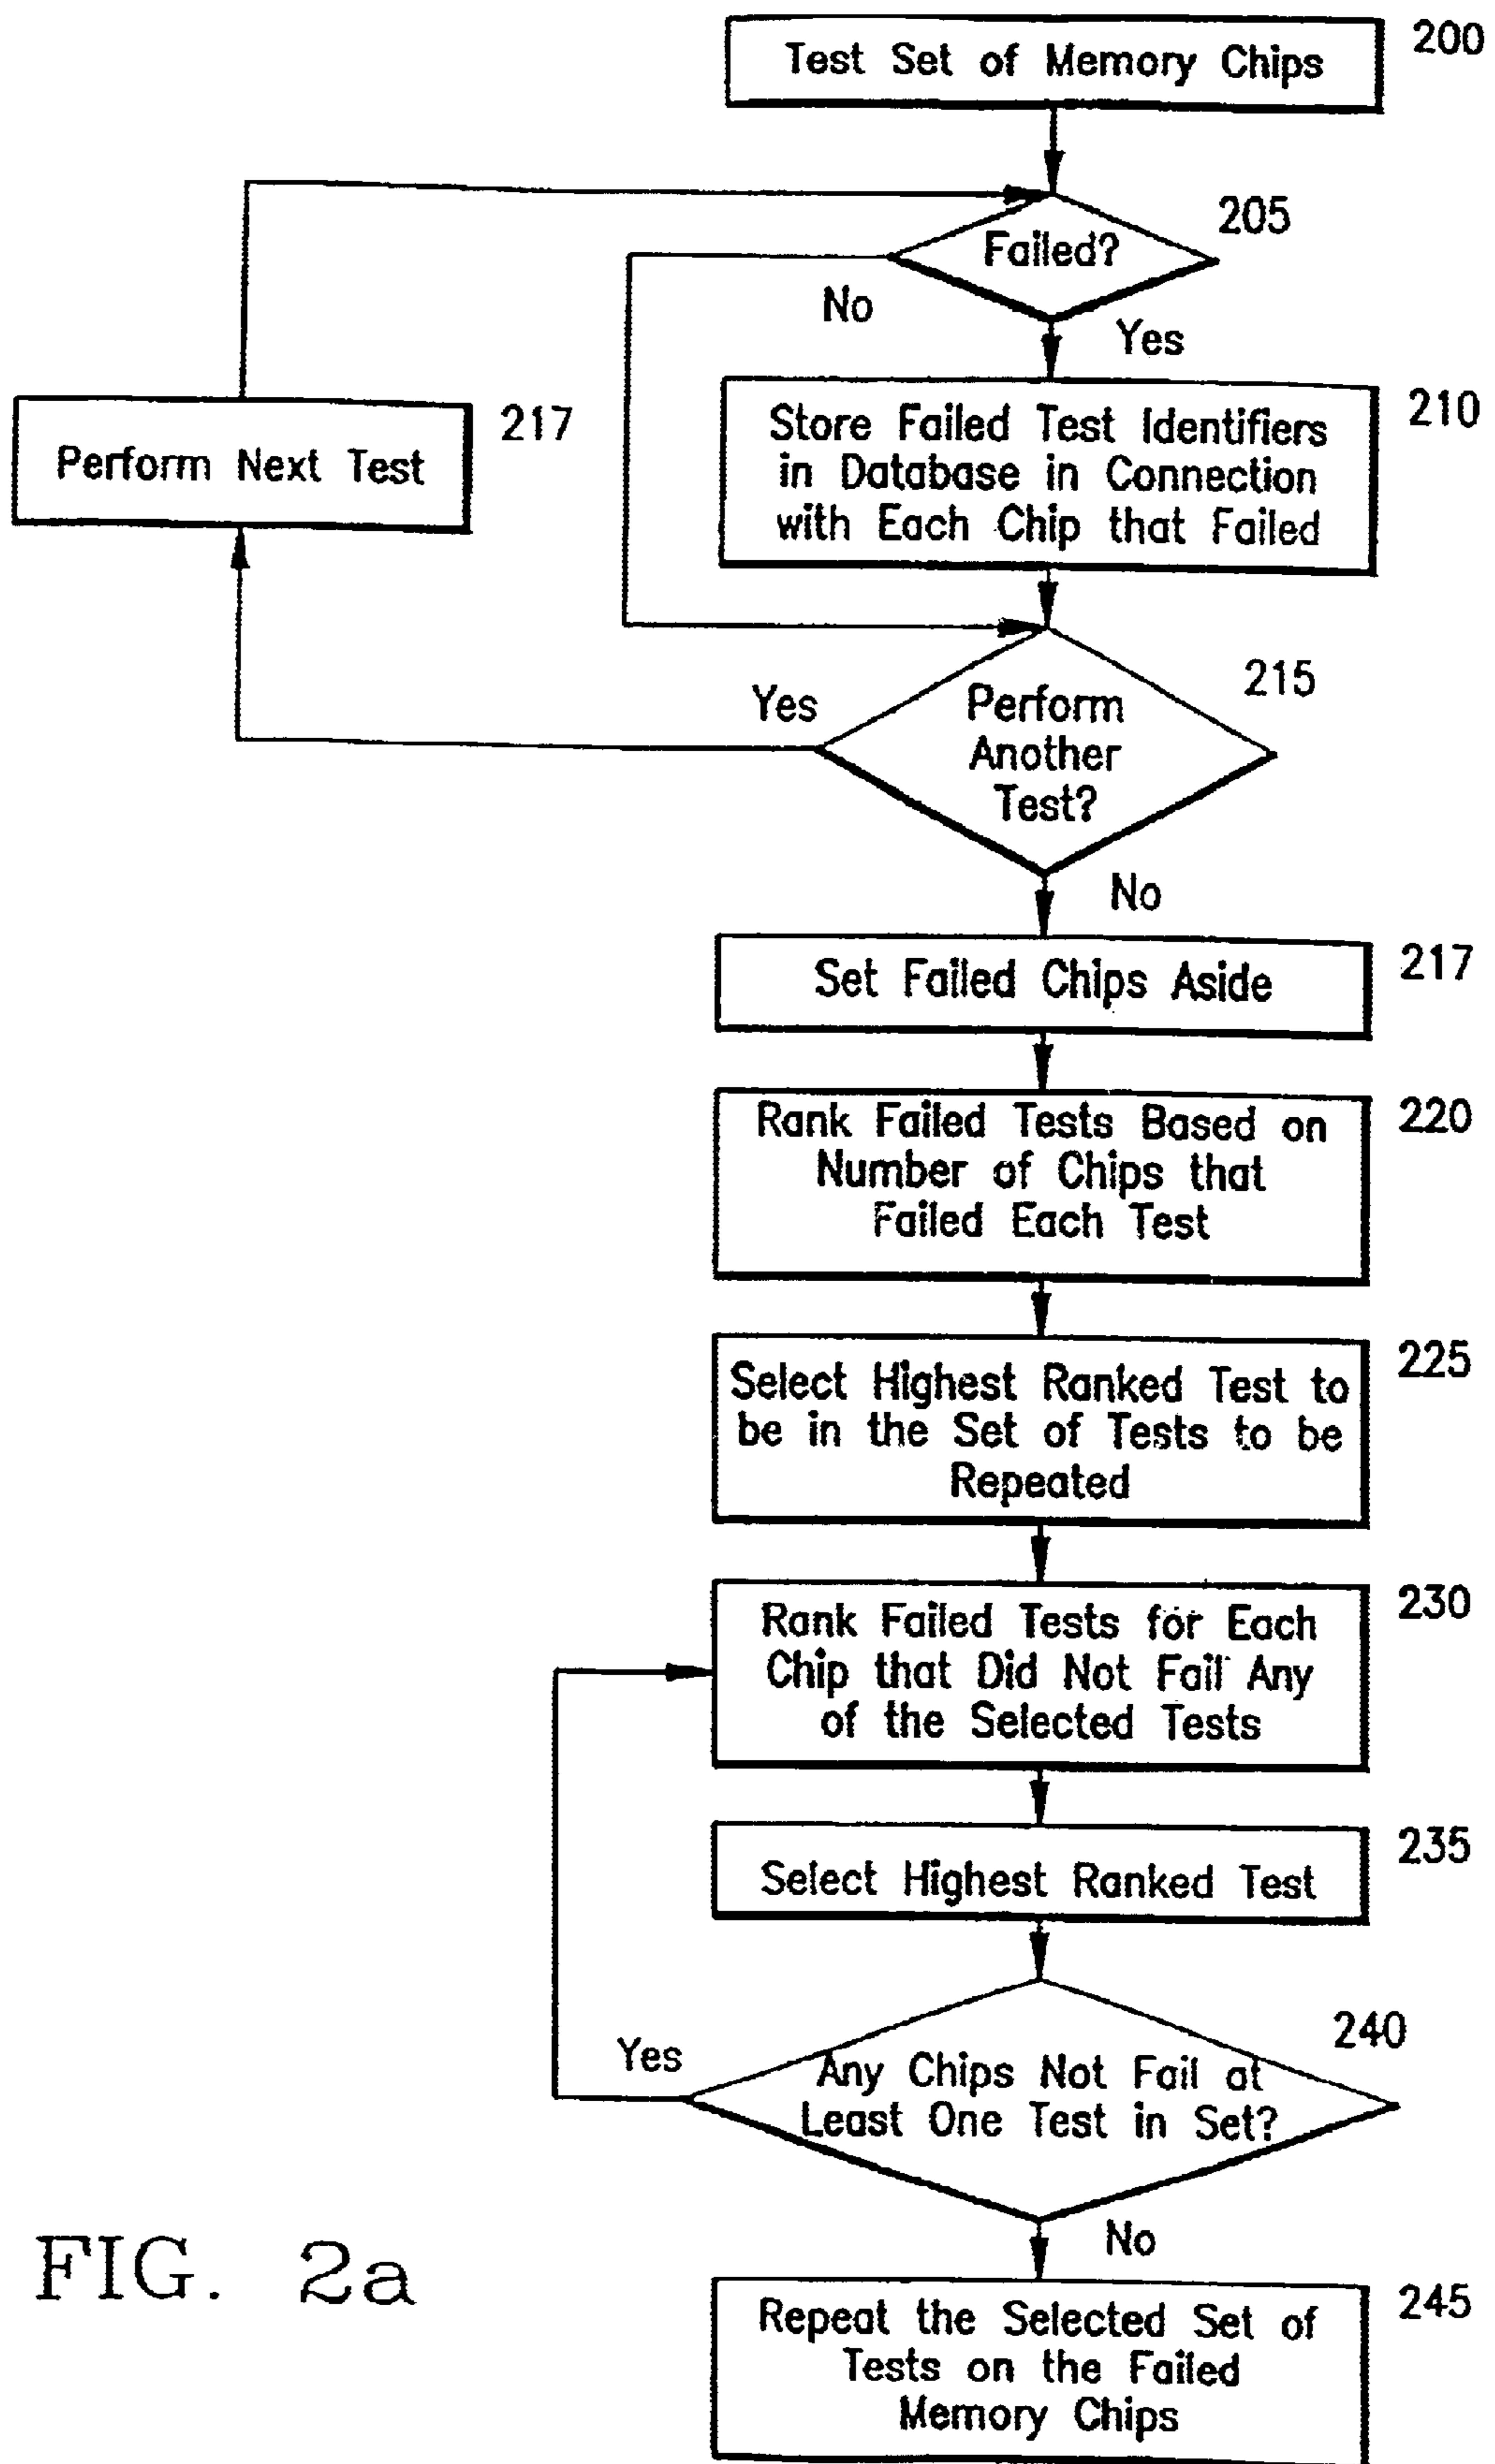 Test Set of Memory Chips
200
Failed?
205
No
Yes
Store Failed Test Identifiers
in Database in Connection
with Each Chip that Failed
210
Perform Next Test
217
Perform
Another
Test?
215
Yes
No
Set Failed Chips Aside
217
Rank Failed Tests Based on
Number of Chips that
Failed Each Test
220
Select Highest Ranked Test to
be in the Set of Tests to be
Repeated
225
Rank Failed Tests for Each
Chip that Did Not Fail Any
of the Selected Tests
230
Select Highest Ranked Test
235
Any Chips Not Fail at
Least One Test in Set?
240
Yes
No
Repeat the Selected Set of
Tests on the Failed
Memory Chips
245
FIG. 2a